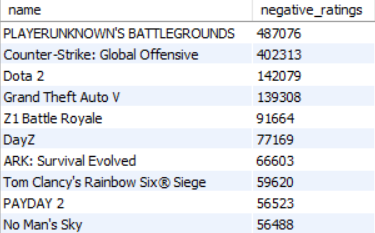 name negative_ratings
PLAYERUNKNOWN'S BATTLEGROUNDS 487076
Counter-Strike: Global Offensive 402313
Dota 2 142079
Grand Theft Auto V 139308
Z1 Battle Royale 91664
DayZ 77169
ARK: Survival Evolved 66603
Tom Clancy's Rainbow Six® Siege 59620
PAYDAY 2 56523
No Man's Sky 56488